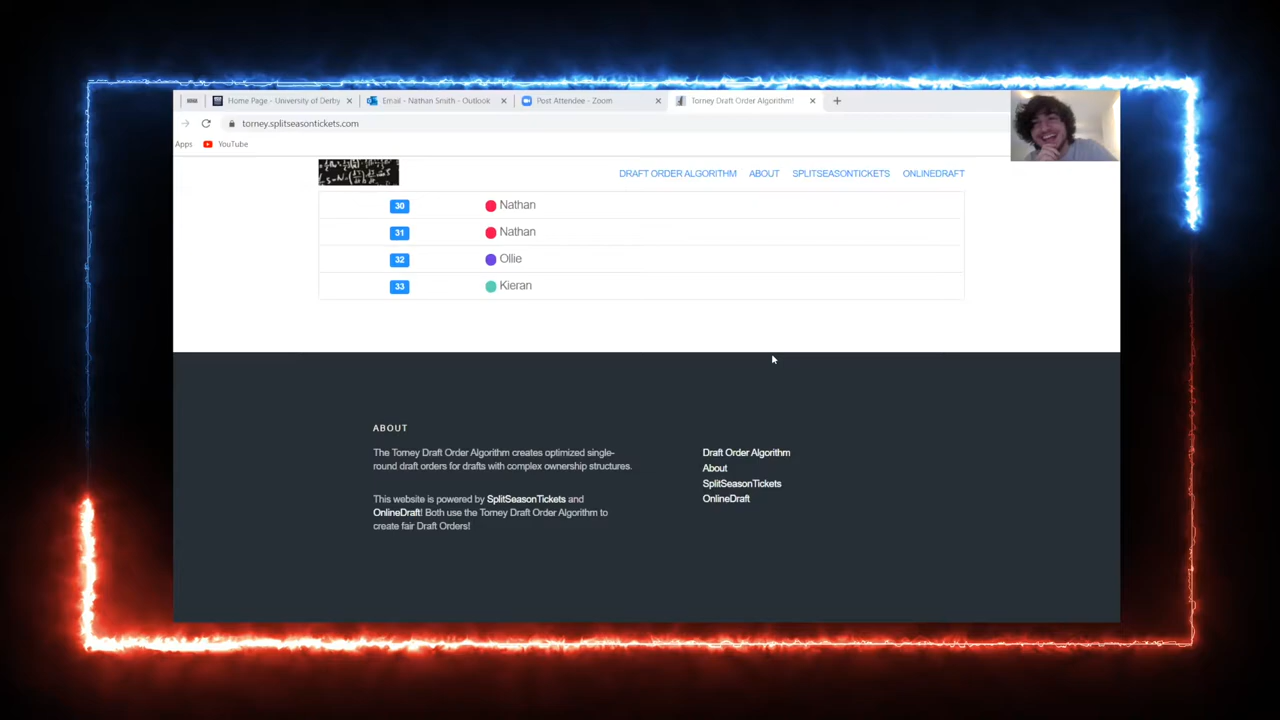 Home Page - University of Derby
Email - Nathan Smith - Outlook
Post Attendee - Zoom
Torney Draft Order Algorithm!
torney.splitseasontickets.com
Apps
YouTube
DRAFT ORDER ALGORITHM
ABOUT
SPLITSEASONTICKETS
ONLINEDRAFT
30 Nathan
31 Nathan
32 Ollie
33 Kieran
ABOUT
The Torney Draft Order Algorithm creates optimized single-
round draft orders for drafts with complex ownership structures.
This website is powered by SplitSeasonTickets and
OnlineDraft! Both use the Torney Draft Order Algorithm to
create fair Draft Orders!
Draft Order Algorithm
About
SplitSeasonTickets
OnlineDraft